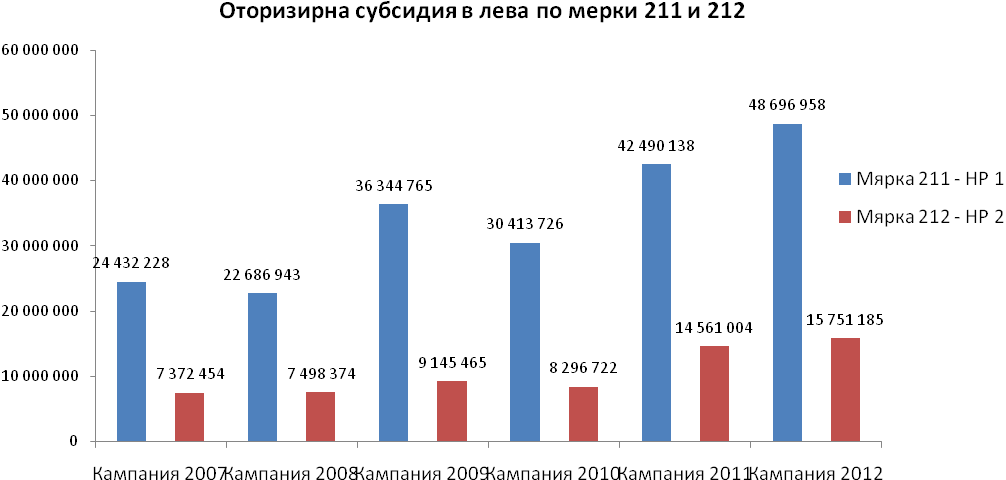 Оторизирна субсидия в лева по мерки 211 и 212
60 000 000
50 000 000
40 000 000
30 000 000
20 000 000
10 000 000
0
24 432 228
22 686 943
36 344 765
30 413 726
42 490 138
48 696 958
7 372 454
7 498 374
9 145 465
8 296 722
14 561 004
15 751 185
Кампания 2007
Кампания 2008
Кампания 2009
Кампания 2010
Кампания 2011
Кампания 2012
Мярка 211 - НР 1
Мярка 212 - НР 2